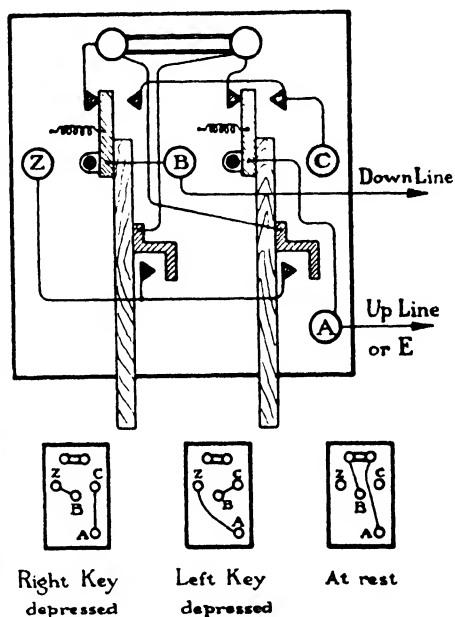 Z
B
C
Down Line
A
Up Line
or E
Z
C
B
A
Right Key
depressed
Z
C
B
A
Left Key
depressed
Z
C
B
A
At rest